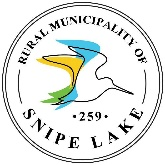 RURAL MUNICIPALITY OF
• 259 •
SNIPE LAKE